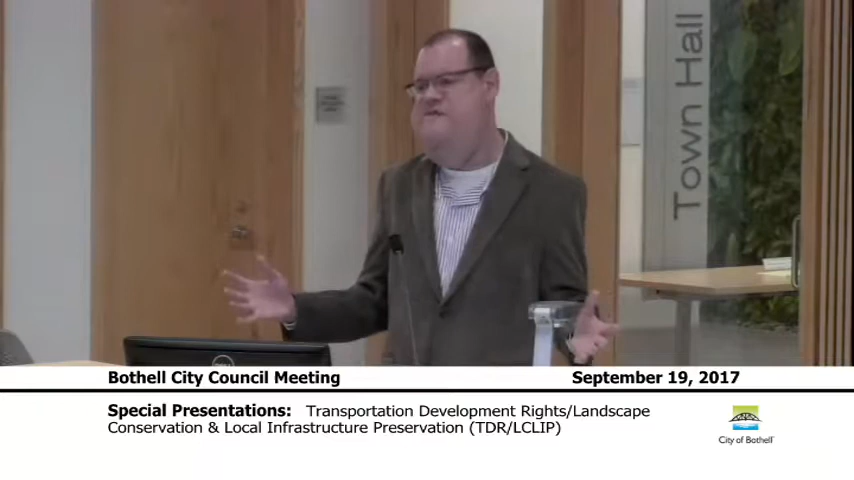 Town Hall
Bothell City Council Meeting
September 19, 2017
Special Presentations: Transportation Development Rights/Landscape
Conservation & Local Infrastructure Preservation (TDR/LCLIP)
City of Bothell